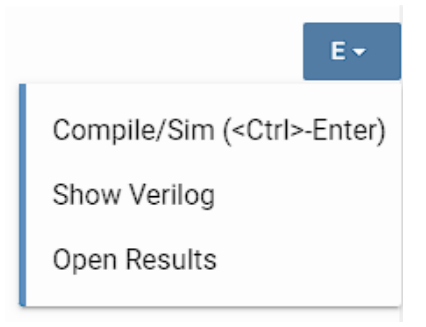 E
Compile/Sim (<Ctrl>-Enter)
Show Verilog
Open Results